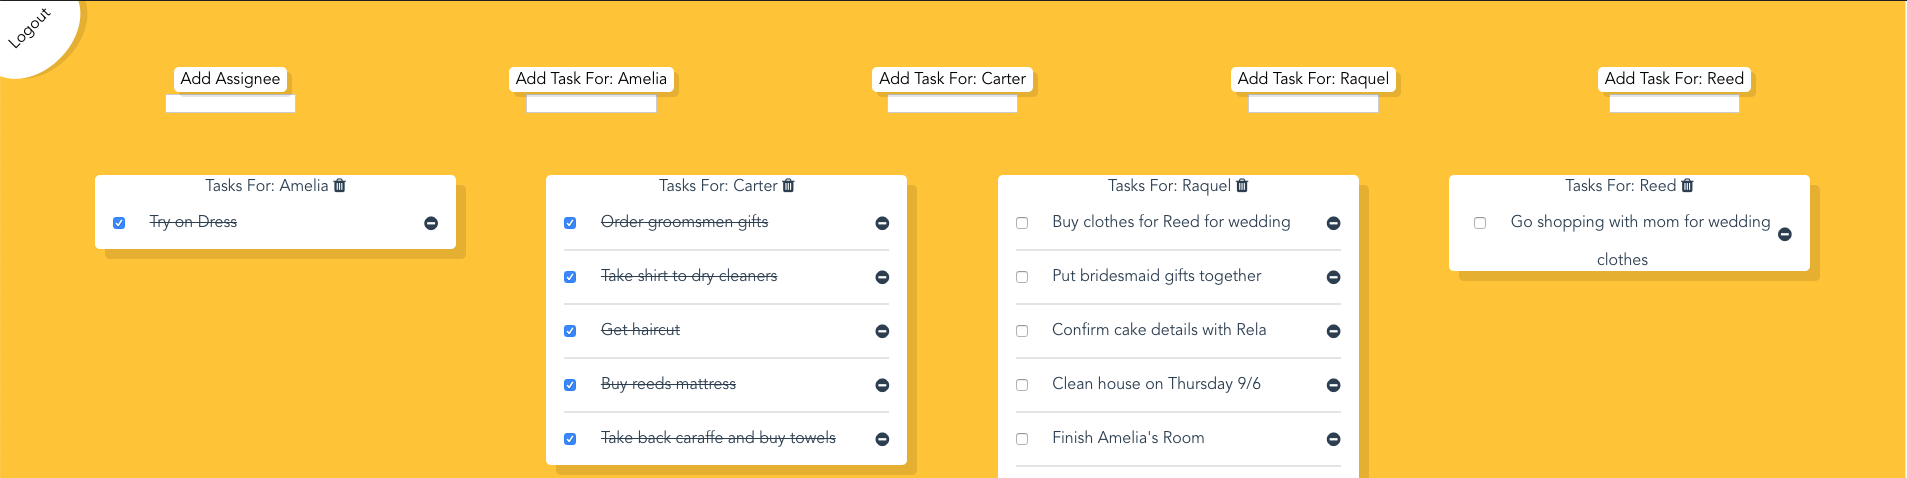 Logout
Add Assignee
Add Task For: Amelia
Add Task For: Carter
Add Task For: Raquel
Add Task For: Reed
Tasks For: Amelia
Try on Dress
Tasks For: Carter
Order groomsmen gifts
Take shirt to dry cleaners
Get haircut
Buy reeds mattress
Take back caraffe and buy towels
Tasks For: Raquel
Buy clothes for Reed for wedding
Put bridesmaid gifts together
Confirm cake details with Rela
Clean house on Thursday 9/6
Finish Amelia's Room
Tasks For: Reed
Go shopping with mom for wedding
clothes